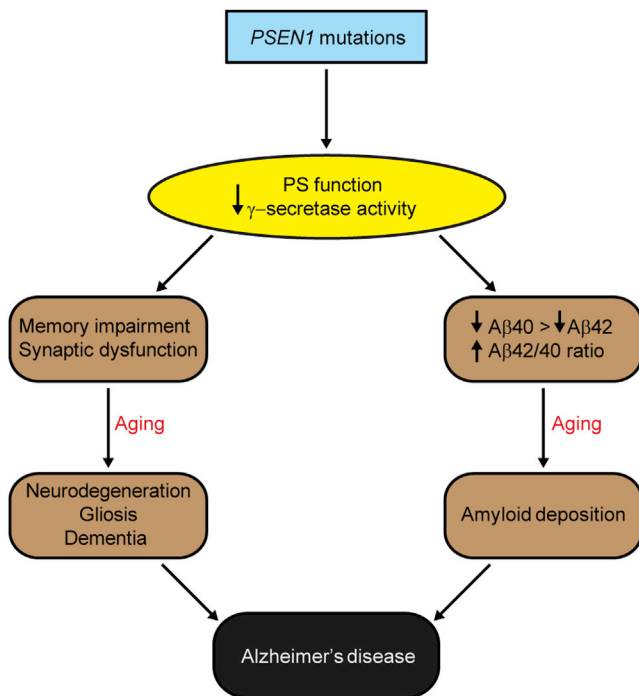 PSEN1 mutations
PS function
↓ γ–secretase activity
Memory impairment
Synaptic dysfunction
↓ Aβ40 > ↓ Aβ42
↑ Aβ42/40 ratio
Aging
Aging
Neurodegeneration
Gliosis
Dementia
Amyloid deposition
Alzheimer’s disease